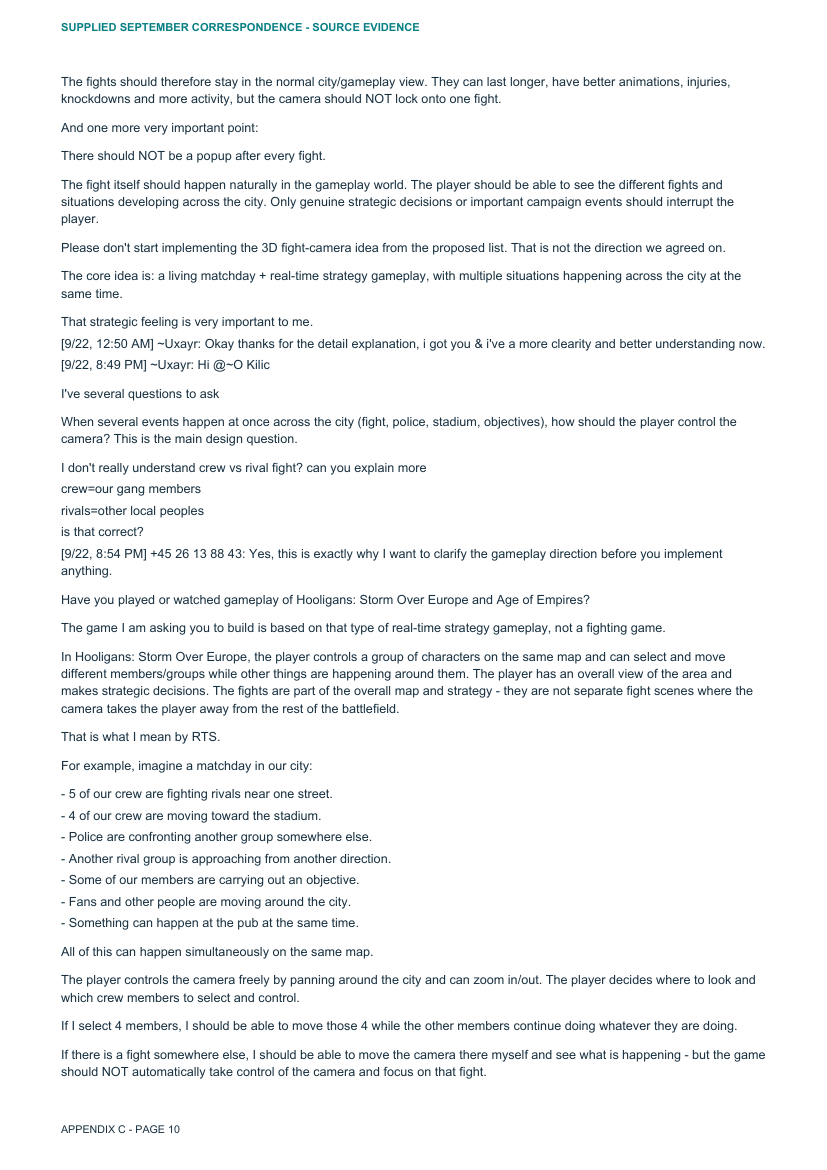 SUPPLIED SEPTEMBER CORRESPONDENCE - SOURCE EVIDENCE
The fights should therefore stay in the normal city/gameplay view. They can last longer, have better animations, injuries,
knockdowns and more activity, but the camera should NOT lock onto one fight.
And one more very important point:
There should NOT be a popup after every fight.
The fight itself should happen naturally in the gameplay world. The player should be able to see the different fights and
situations developing across the city. Only genuine strategic decisions or important campaign events should interrupt the
player.
Please don't start implementing the 3D fight-camera idea from the proposed list. That is not the direction we agreed on.
The core idea is: a living matchday + real-time strategy gameplay, with multiple situations happening across the city at the
same time.
That strategic feeling is very important to me.
[9/22, 12:50 AM] ~Uxayr: Okay thanks for the detail explanation, i got you & i've a more clearity and better understanding now.
[9/22, 8:49 PM] ~Uxayr: Hi @~O Kilic
I've several questions to ask
When several events happen at once across the city (fight, police, stadium, objectives), how should the player control the
camera? This is the main design question.
I don't really understand crew vs rival fight? can you explain more
crew=our gang members
rivals=other local peoples
is that correct?
[9/22, 8:54 PM] +45 26 13 88 43: Yes, this is exactly why I want to clarify the gameplay direction before you implement
anything.
Have you played or watched gameplay of Hooligans: Storm Over Europe and Age of Empires?
The game I am asking you to build is based on that type of real-time strategy gameplay, not a fighting game.
In Hooligans: Storm Over Europe, the player controls a group of characters on the same map and can select and move
different members/groups while other things are happening around them. The player has an overall view of the area and
makes strategic decisions. The fights are part of the overall map and strategy - they are not separate fight scenes where the
camera takes the player away from the rest of the battlefield.
That is what I mean by RTS.
For example, imagine a matchday in our city:
- 5 of our crew are fighting rivals near one street.
- 4 of our crew are moving toward the stadium.
- Police are confronting another group somewhere else.
- Another rival group is approaching from another direction.
- Some of our members are carrying out an objective.
- Fans and other people are moving around the city.
- Something can happen at the pub at the same time.
All of this can happen simultaneously on the same map.
The player controls the camera freely by panning around the city and can zoom in/out. The player decides where to look and
which crew members to select and control.
If I select 4 members, I should be able to move those 4 while the other members continue doing whatever they are doing.
If there is a fight somewhere else, I should be able to move the camera there myself and see what is happening - but the game
should NOT automatically take control of the camera and focus on that fight.
APPENDIX C - PAGE 10